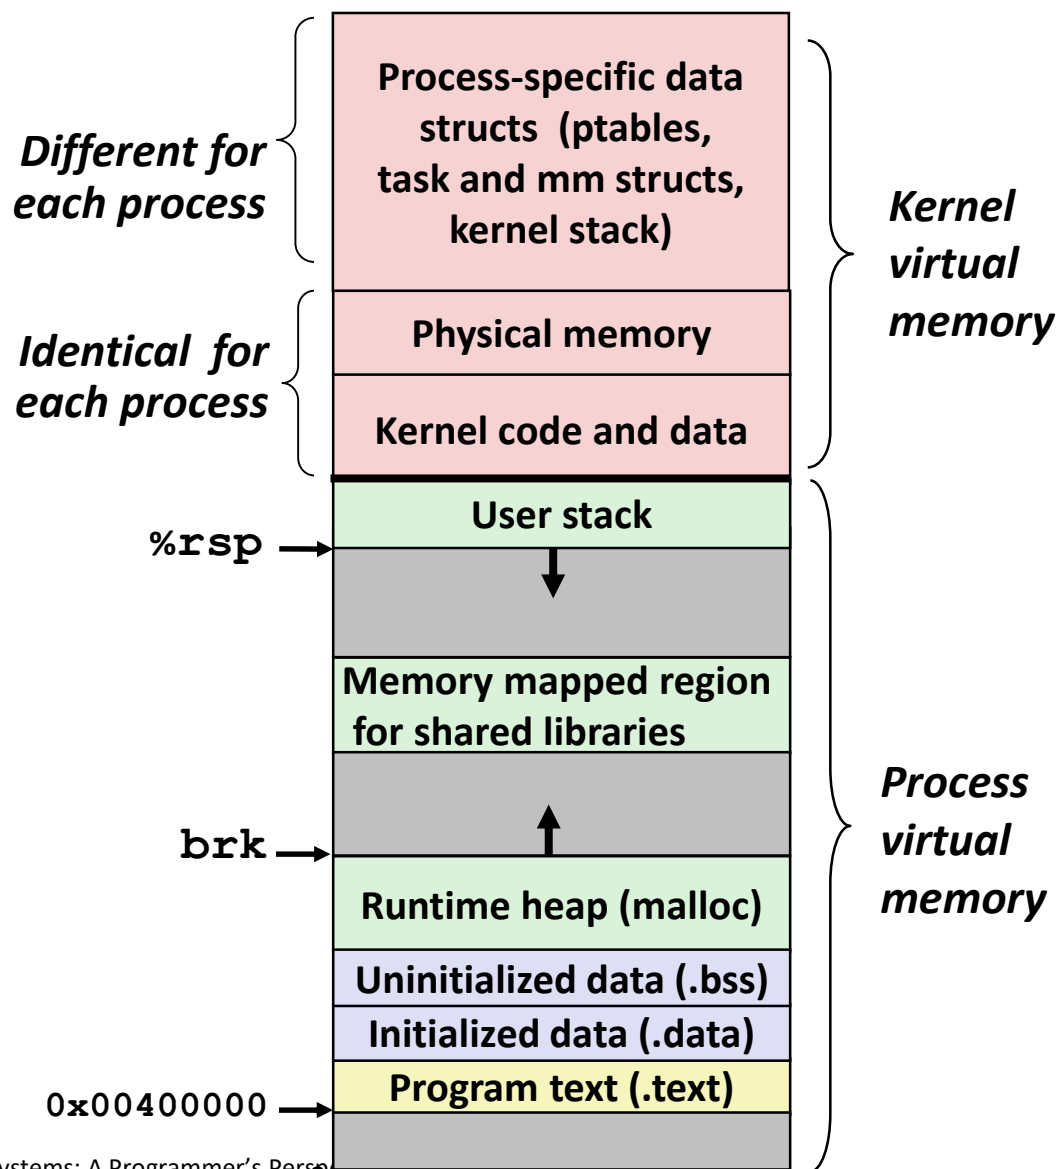 Process-specific data
structs (ptables,
task and mm structs,
kernel stack)
Different for
each process
Kernel
virtual
memory
Physical memory
Identical for
each process
Kernel code and data
User stack
%rsp
Memory mapped region
for shared libraries
Process
virtual
memory
brk
Runtime heap (malloc)
Uninitialized data (.bss)
Initialized data (.data)
Program text (.text)
0x00400000
A Programmer's